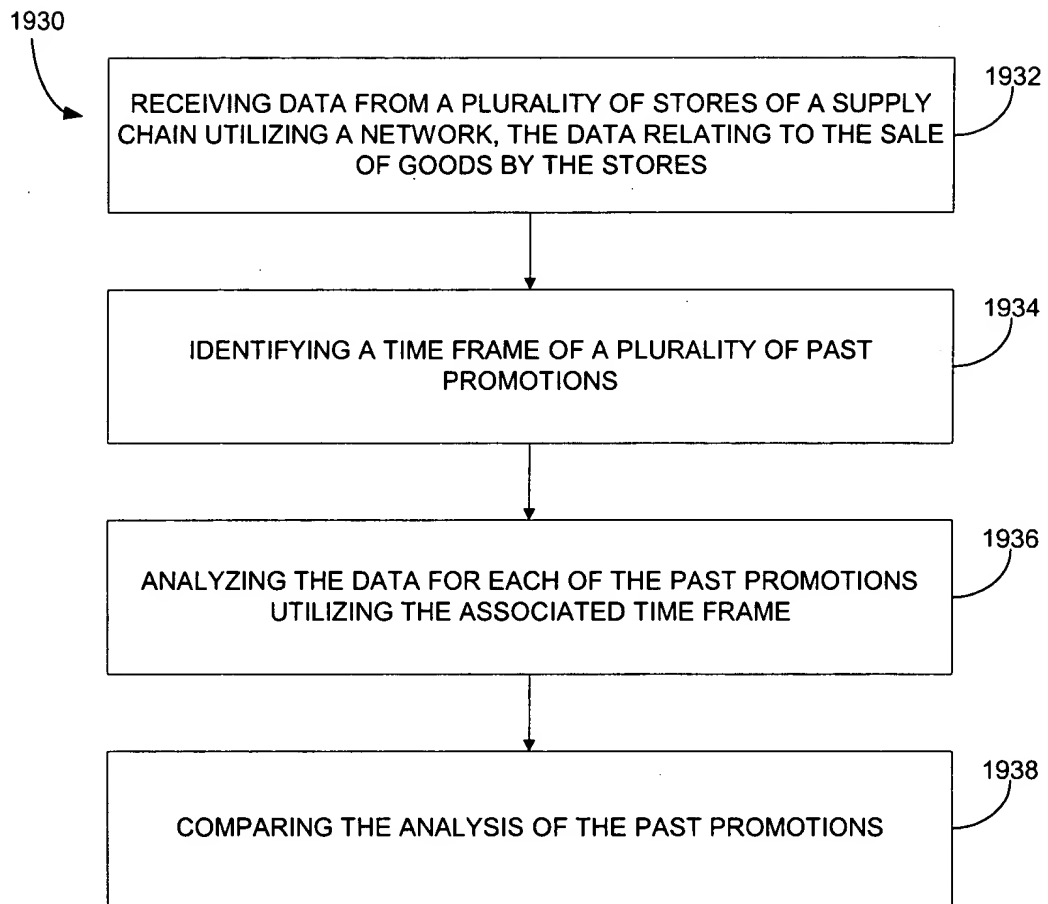 1930
1932
RECEIVING DATA FROM A PLURALITY OF STORES OF A SUPPLY
CHAIN UTILIZING A NETWORK, THE DATA RELATING TO THE SALE
OF GOODS BY THE STORES
1934
IDENTIFYING A TIME FRAME OF A PLURALITY OF PAST
PROMOTIONS
1936
ANALYZING THE DATA FOR EACH OF THE PAST PROMOTIONS
UTILIZING THE ASSOCIATED TIME FRAME
1938
COMPARING THE ANALYSIS OF THE PAST PROMOTIONS